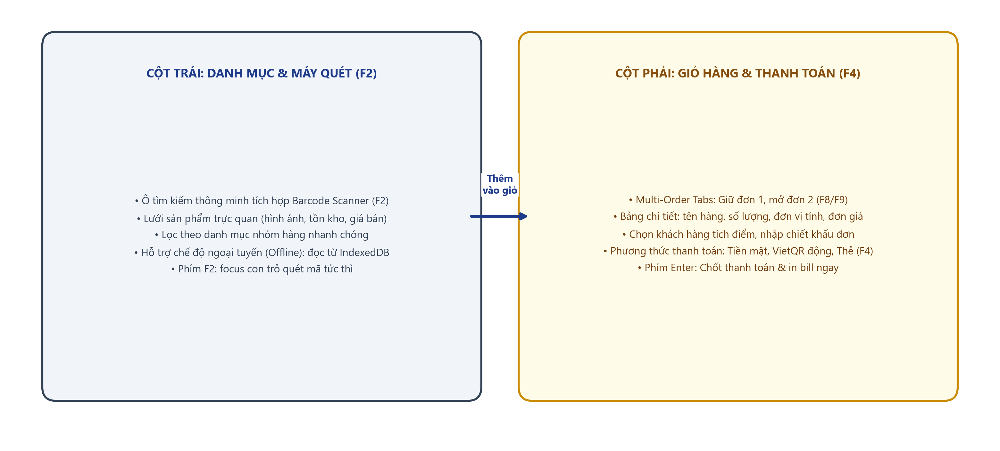 CỘT TRÁI: DANH MỤC & MÁY QUÉT (F2)
• Ô tìm kiếm thông minh tích hợp Barcode Scanner (F2)
• Lưới sản phẩm trực quan (hình ảnh, tồn kho, giá bán)
• Lọc theo danh mục nhóm hàng nhanh chóng
• Hỗ trợ chế độ ngoại tuyến (Offline): đọc từ IndexedDB
• Phím F2: focus con trỏ quét mã tức thì
Thêm
vào giỏ
CỘT PHẢI: GIỎ HÀNG & THANH TOÁN (F4)
• Multi-Order Tabs: Giữ đơn 1, mở đơn 2 (F8/F9)
• Bảng chi tiết: tên hàng, số lượng, đơn vị tính, đơn giá
• Chọn khách hàng tích điểm, nhập chiết khấu đơn
• Phương thức thanh toán: Tiền mặt, VietQR động, Thẻ (F4)
• Phím Enter: Chốt thanh toán & in bill ngay